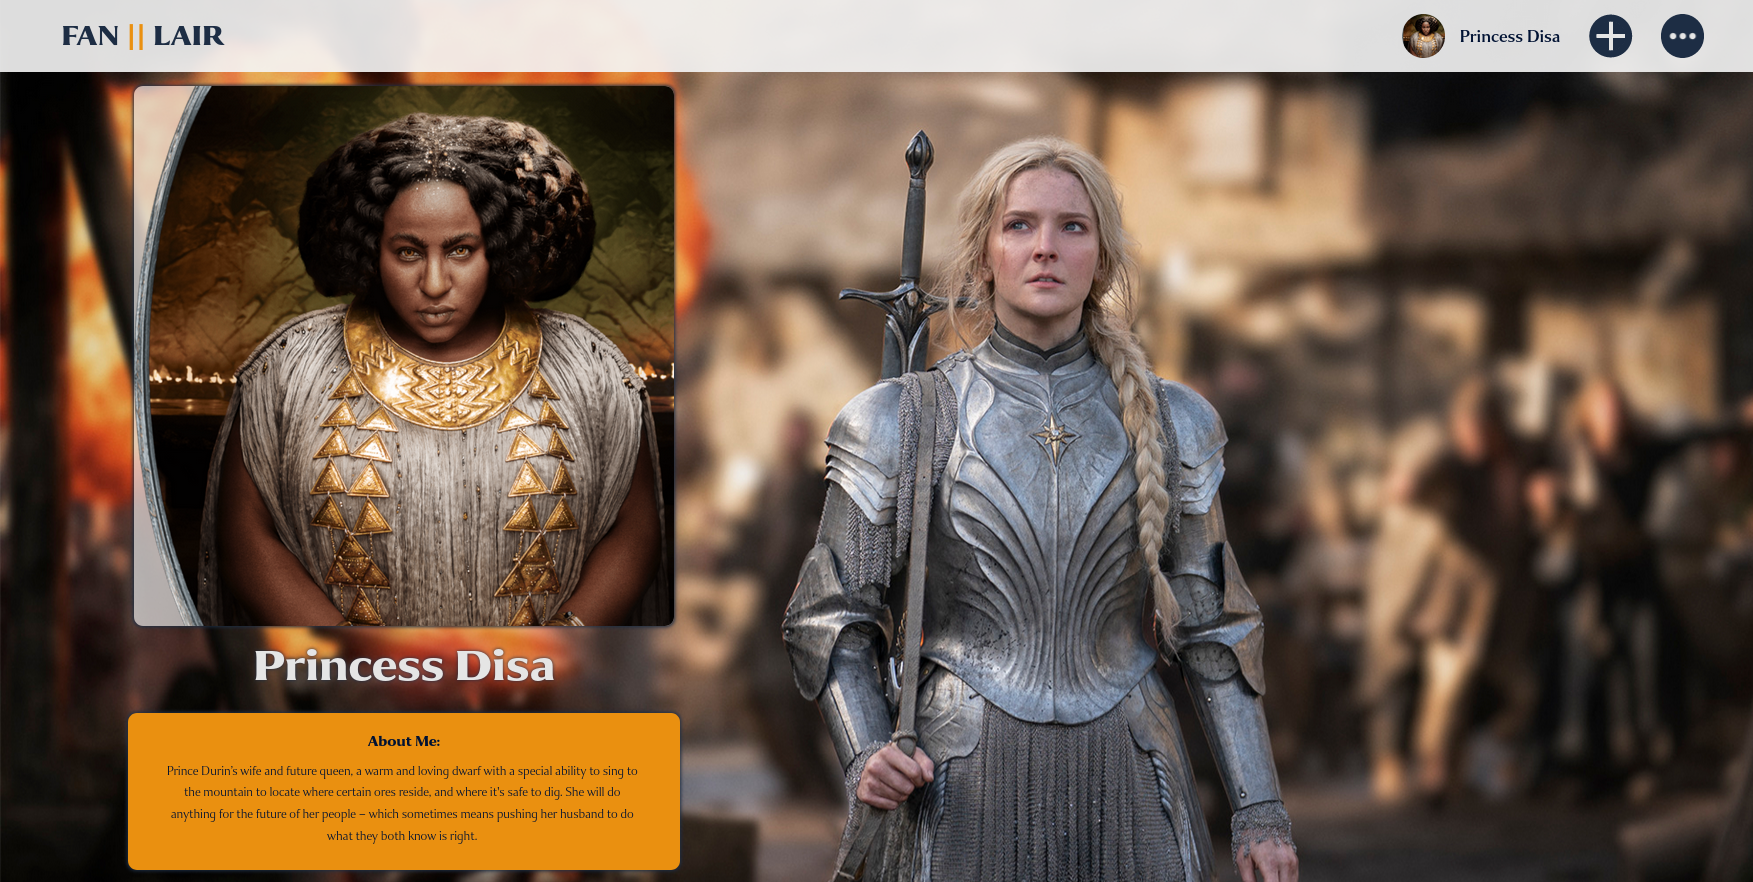 FAN || LAIR
Princess Disa
Princess Disa
About Me:
Prince Durin's wife and future queen, a warm and loving dwarf with a special ability to sing to
the mountain to locate where certain ores reside, and where it's safe to dig. She will do
anything for the future of her people – which sometimes means pushing her husband to do
what they both know is right.